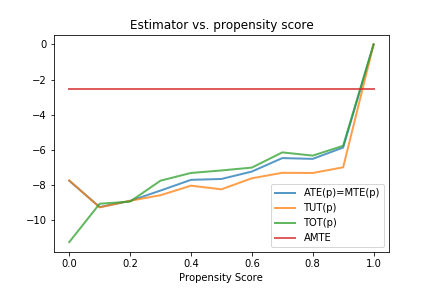 Estimator vs. propensity score
0
−2
−4
−6
−8
−10
0.0 0.2 0.4 0.6 0.8 1.0
Propensity Score
ATE(p)=MTE(p)
TUT(p)
TOT(p)
AMTE